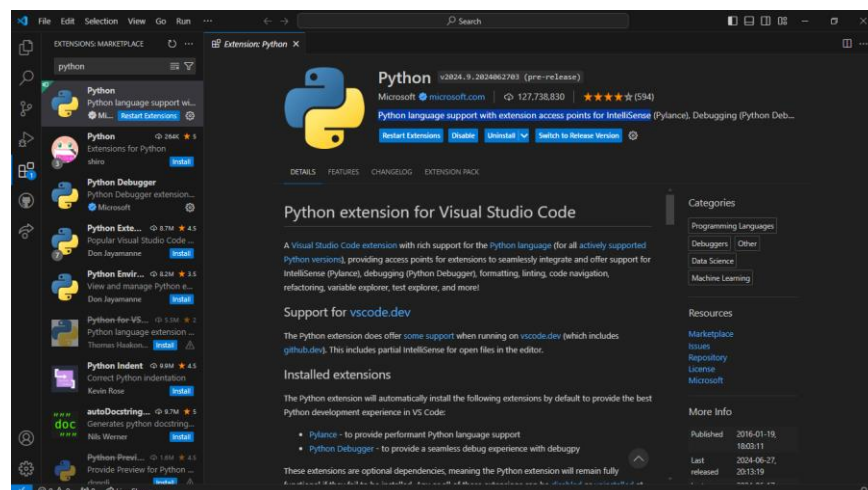 File Edit Selection View Go Run ···
Search
EXTENSIONS: MARKETPLACE
Extension: Python
python
Python
Python language support wi...
Mi... Restart Extensions
Python 264K 5
Extensions for Python
shiro Install
3
Python Debugger
Python Debugger extension...
Microsoft
Python Exte... 8.7M 4.5
Popular Visual Studio Code ...
Don Jayamanne Install
7
Python Envir... 8.2M 3.5
View and manage Python e...
Don Jayamanne Install
Python for VS... 5.5M 2
Python language extension ...
Thomas Haakon... Install
Python Indent 9.9M 4.5
Correct Python indentation
Kevin Rose Install
autoDocstring... 8.7M 5
Generates python docstring...
Nils Werner Install
Python Previ... 1.8M 4.5
Provide Preview for Python ...
dongli Install
Python v2024.9.2024062703 (pre-release)
Microsoft microsoft.com 127,738,830 (594)
Python language support with extension access points for IntelliSense (Pylance), Debugging (Python Deb...
Restart Extensions Disable Uninstall Switch to Release Version
DETAILS FEATURES CHANGELOG EXTENSION PACK
Python extension for Visual Studio Code
A Visual Studio Code extension with rich support for the Python language (for all actively supported
Python versions), providing access points for extensions to seamlessly integrate and offer support for
IntelliSense (Pylance), debugging (Python Debugger), formatting, linting, code navigation,
refactoring, variable explorer, test explorer, and more!
Support for vscode.dev
The Python extension does offer some support when running on vscode.dev (which includes
github.dev). This includes partial IntelliSense for open files in the editor.
Installed extensions
The Python extension will automatically install the following extensions by default to provide the best
Python development experience in VS Code:
• Pylance - to provide performant Python language support
• Python Debugger - to provide a seamless debug experience with debugpy
These extensions are optional dependencies, meaning the Python extension will remain fully
Categories
Programming Languages
Debuggers Other
Data Science
Machine Learning
Resources
Marketplace
Issues
Repository
License
Microsoft
More Info
Published 2016-01-19,
18:03:11
Last 2024-06-27,
released 20:13:19